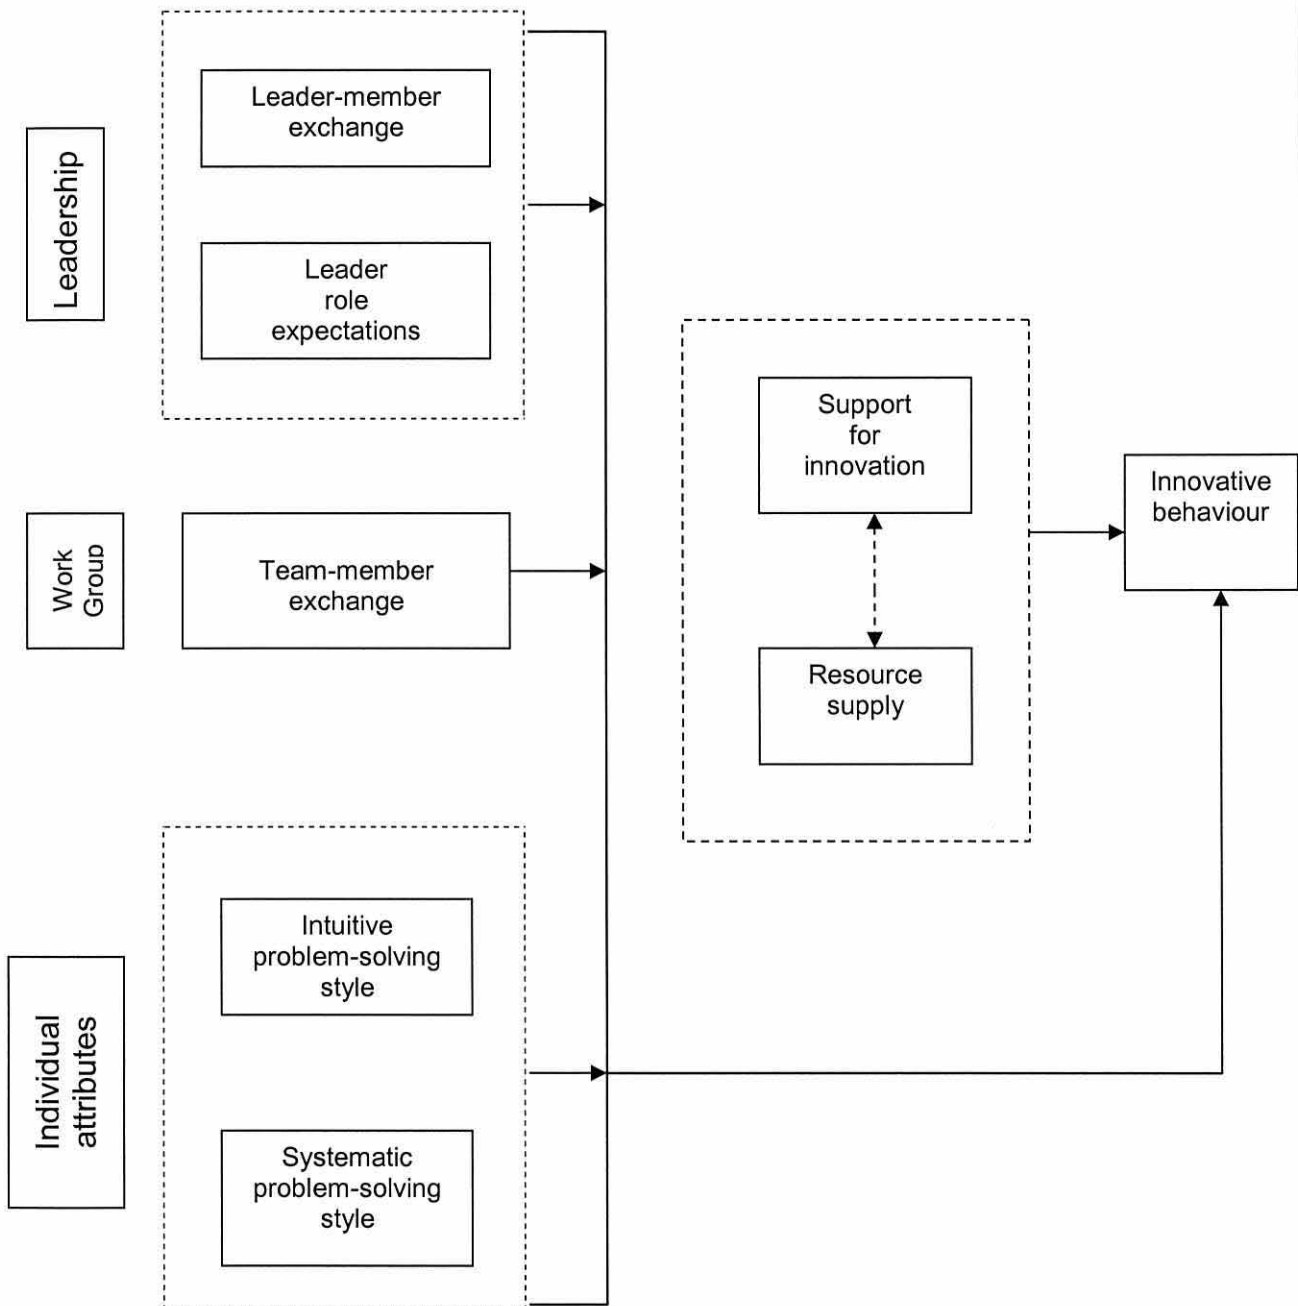 Leadership
Leader-member
exchange
Leader
role
expectations
Support
for
innovation
Innovative
behaviour
Work
Group
Team-member
exchange
Resource
supply
Individual
attributes
Intuitive
problem-solving
style
Systematic
problem-solving
style